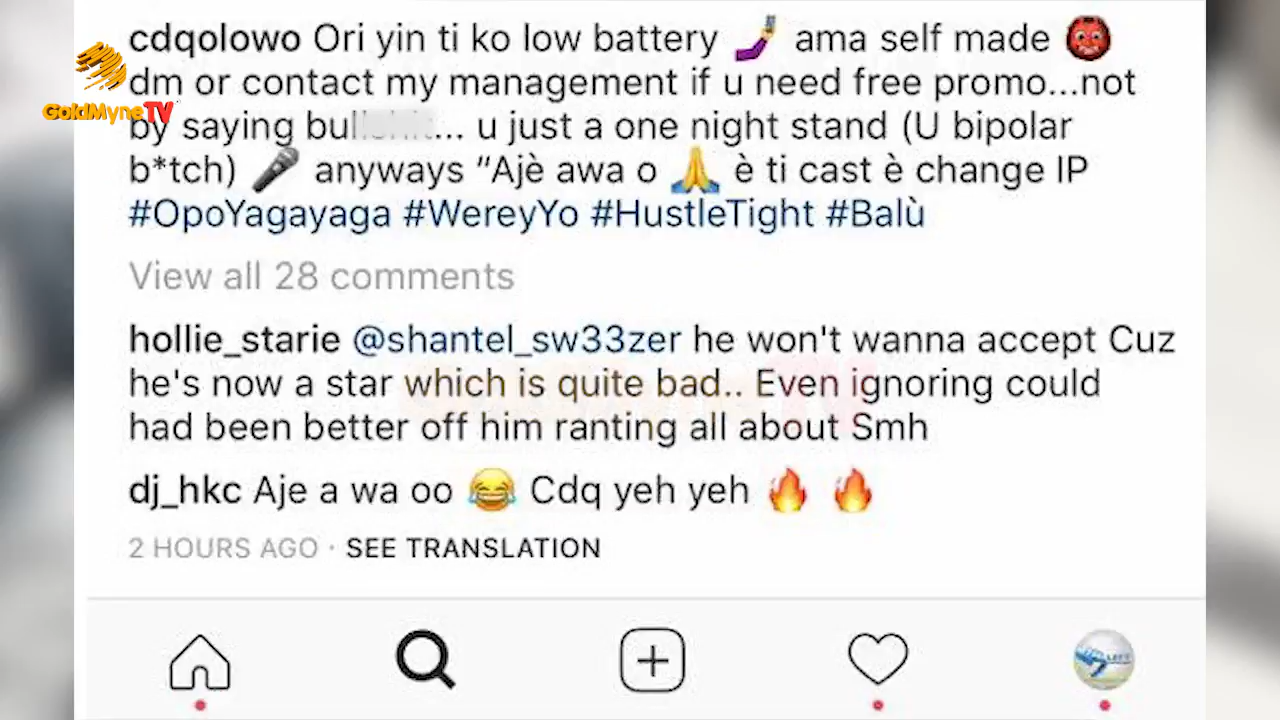 cdqolowo Ori yin ti ko low battery 🤳 ama self made 👹
GoldMyneTV
dm or contact my management if u need free promo...not
by saying bullshit... u just a one night stand (U bipolar
b*tch) 🎤 anyways “Ajè awa o 🙏 è ti cast è change IP
#OpoYagayaga #WereyYo #HustleTight #Balù
View all 28 comments
hollie_starie @shantel_sw33zer he won't wanna accept Cuz
he's now a star which is quite bad.. Even ignoring could
had been better off him ranting all about Smh
dj_hkc Aje a wa oo 😂 Cdq yeh yeh 🔥 🔥
2 HOURS AGO · SEE TRANSLATION